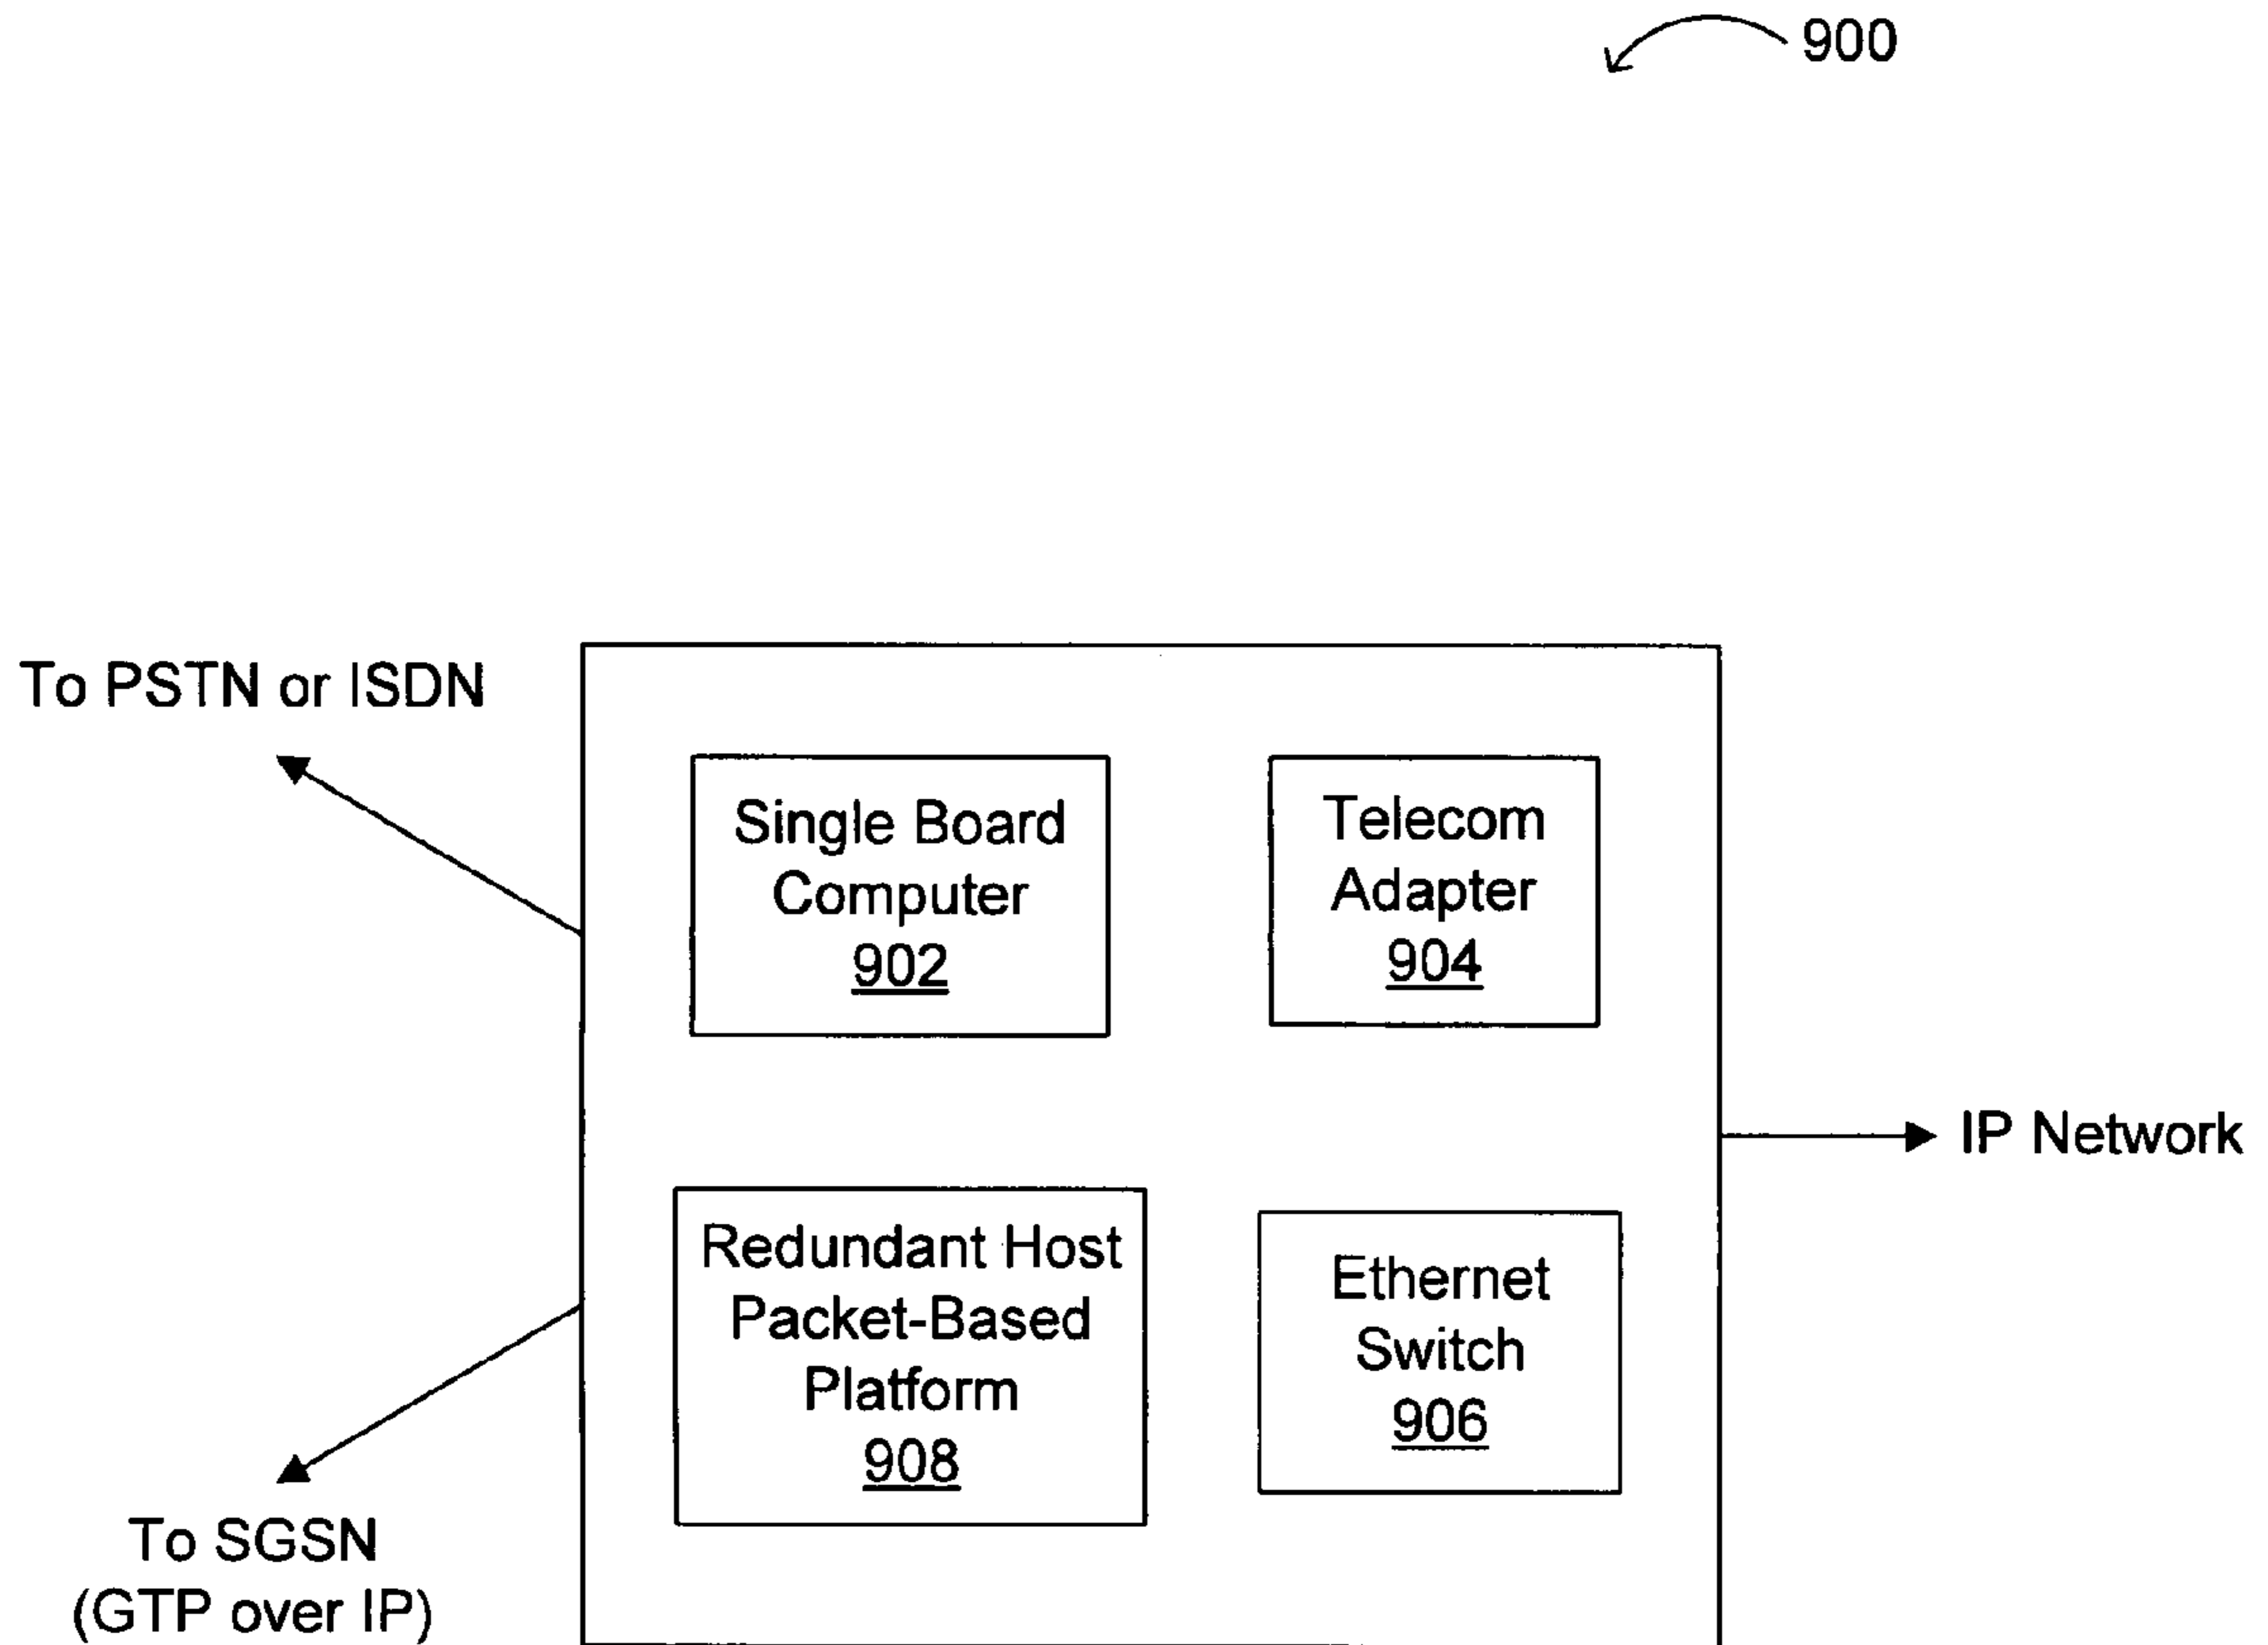 900
To PSTN or ISDN
Single Board
Computer
902
Telecom
Adapter
904
IP Network
Redundant Host
Packet-Based
Platform
908
Ethernet
Switch
906
To SGSN
(GTP over IP)